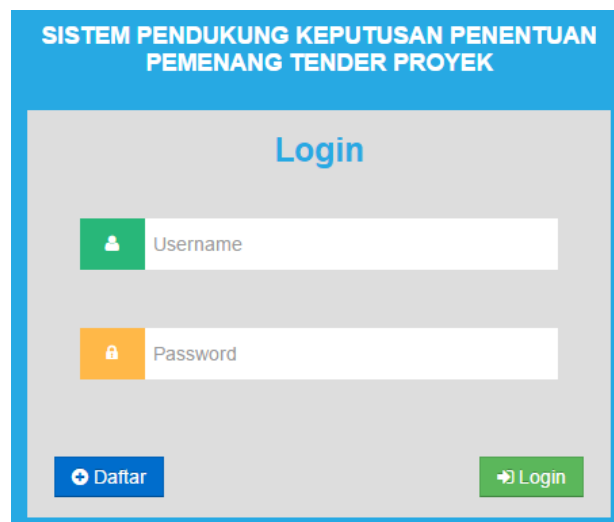 SISTEM PENDUKUNG KEPUTUSAN PENENTUAN
PEMENANG TENDER PROYEK
Login
Username
Password
Daftar
Login